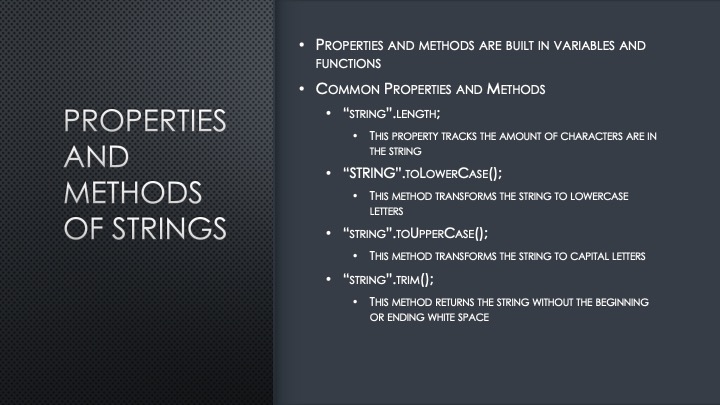 PROPERTIES
AND
METHODS
OF STRINGS
• Properties and methods are built in variables and
functions
• Common Properties and Methods
• "string".length;
• This property tracks the amount of characters are in
the string
• "STRING".toLowerCase();
• This method transforms the string to lowercase
letters
• "string".toUpperCase();
• This method transforms the string to capital letters
• "string".trim();
• This method returns the string without the beginning
or ending white space